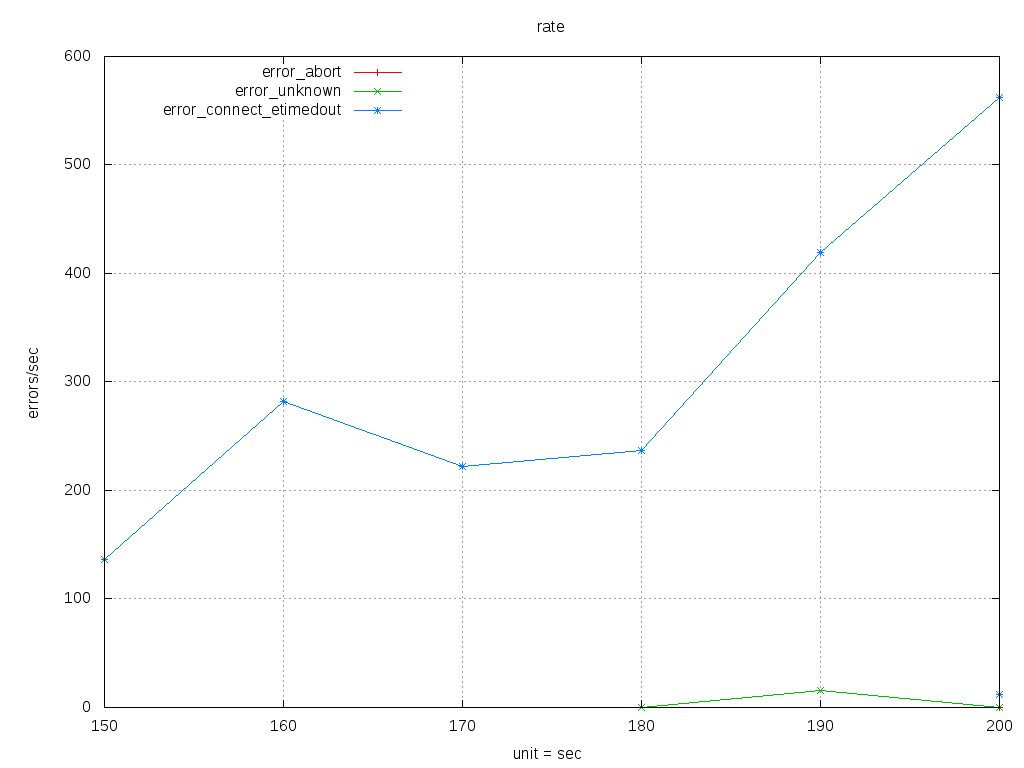 rate
600
500
400
300
200
100
0
errors/sec
error_abort
error_unknown
error_connect_etimedout
150 160 170 180 190 200
unit = sec